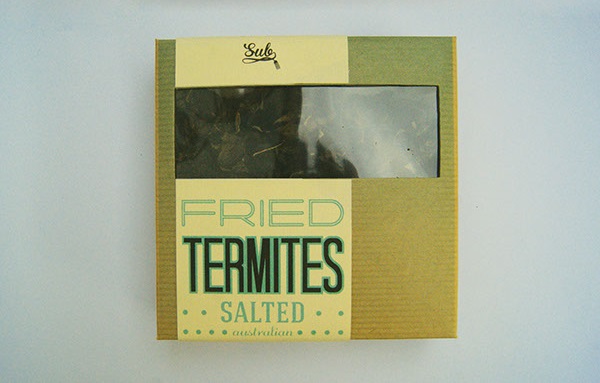 Sub
FRIED
TERMITES
SALTED
australian